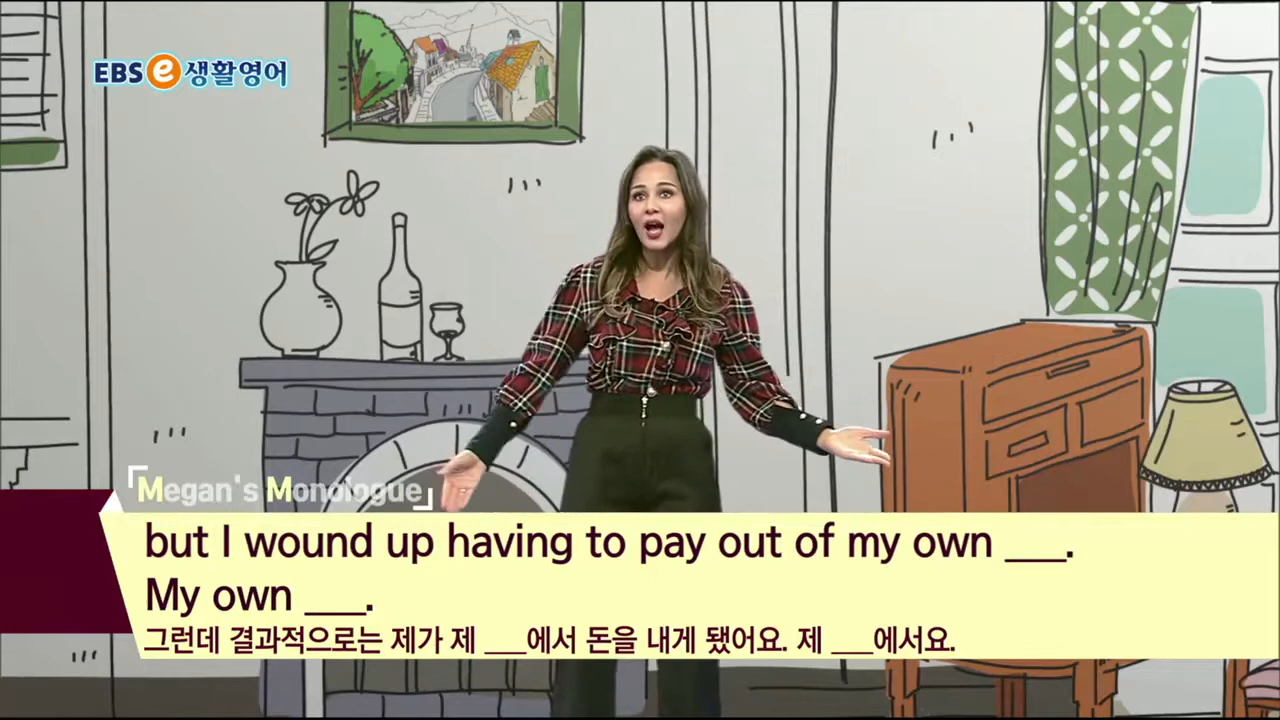 EBS e 생활영어
「Megan's Monologue」
but I wound up having to pay out of my own ___.
My own ___.
그런데 결과적으로는 제가 제 ___에서 돈을 내게 됐어요. 제 ___에서요.